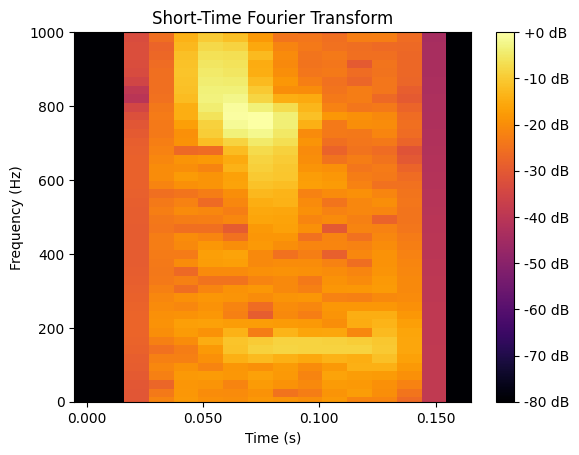 Short-Time Fourier Transform
1000
800
600
400
200
0
Frequency (Hz)
0.000
0.050
0.100
0.150
Time (s)
+0 dB
-10 dB
-20 dB
-30 dB
-40 dB
-50 dB
-60 dB
-70 dB
-80 dB